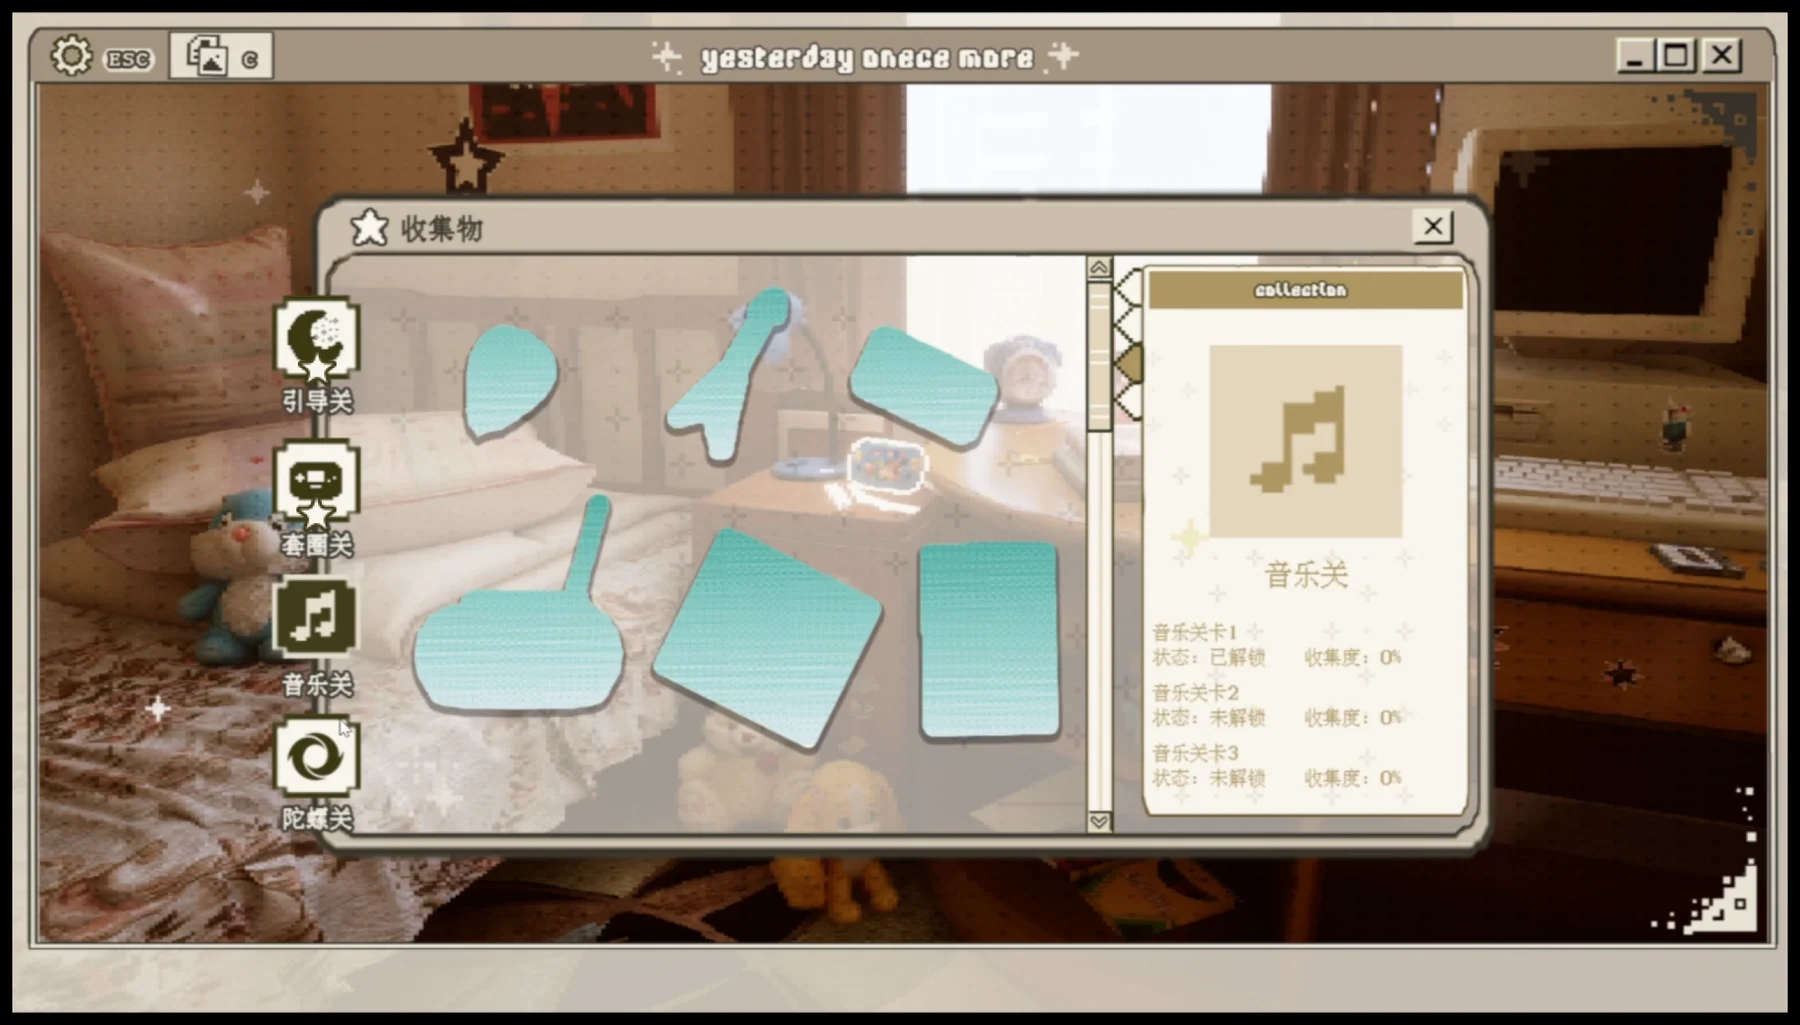 ESC
C
yesterday onece more
收集物
引导关
套圈关
音乐关
陀螺关
collection
音乐关
音乐关卡1
状态：已解锁 收集度：0%
音乐关卡2
状态：未解锁 收集度：0%
音乐关卡3
状态：未解锁 收集度：0%